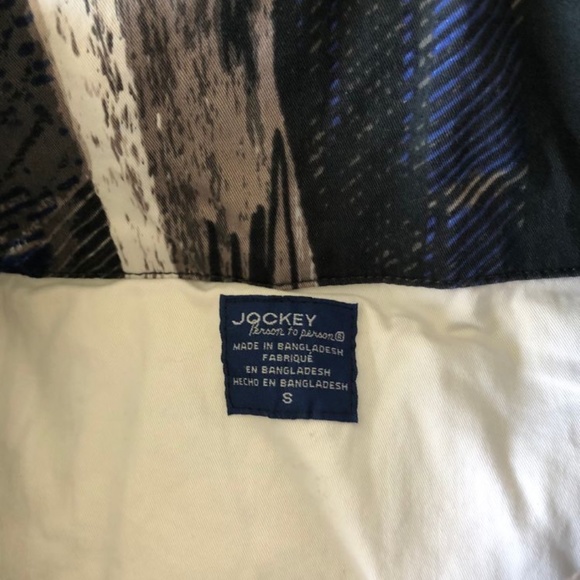 JOCKEY
Person to person®
MADE IN BANGLADESH
FABRIQUÉ
EN BANGLADESH
HECHO EN BANGLADESH
S